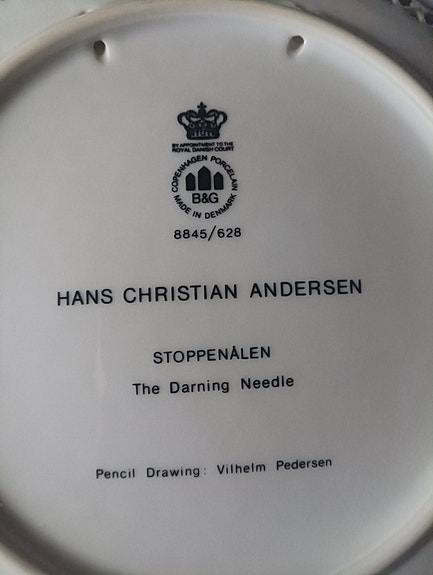 BY APPOINTMENT TO THE
ROYAL DANISH COURT
COPENHAGEN PORCELAIN
B&G
MADE IN DENMARK
8845/628
HANS CHRISTIAN ANDERSEN
STOPPENÅLEN
The Darning Needle
Pencil Drawing: Vilhelm Pedersen